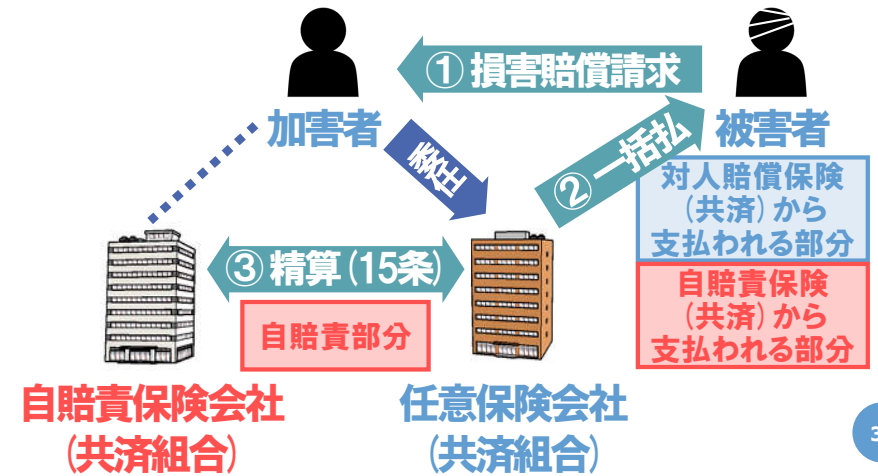 ① 損害賠償請求
加害者
被害者
委任
② 一括払
対人賠償保険
(共済) から
支払われる部分
③ 精算 (15条)
自賠責保険
(共済) から
支払われる部分
自賠責部分
自賠責保険会社
(共済組合)
任意保険会社
(共済組合)
3